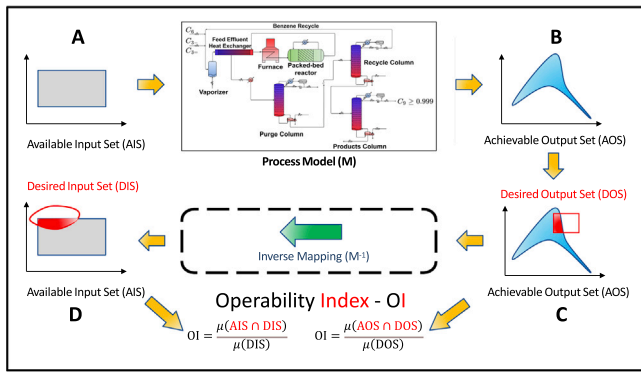 A
Benzene Recycle
B
Feed Effluent
Heat Exchanger
Furnace
Packed-bed
reactor
Recycle Column
Vaporizer
Purge Column
C₉ ≥ 0.999
Products Column
Process Model (M)
Available Input Set (AIS)
Achievable Output Set (AOS)
Desired Input Set (DIS)
Desired Output Set (DOS)
Inverse Mapping (M⁻¹)
Available Input Set (AIS)
Achievable Output Set (AOS)
D
Operability Index - OI
C
OI = μ(AIS ∩ DIS) / μ(DIS)
OI = μ(AOS ∩ DOS) / μ(DOS)